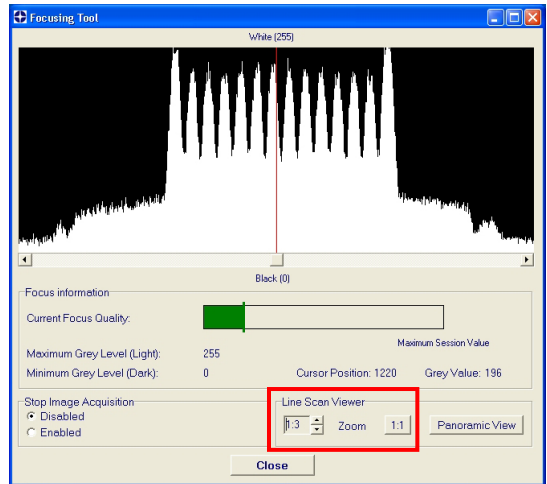 Focusing Tool
White (255)
Black (0)
Focus information
Current Focus Quality:
Maximum Session Value
Maximum Grey Level (Light): 255
Minimum Grey Level (Dark): 0 Cursor Position: 1220 Grey Value: 196
Stop Image Acquisition
Disabled
Enabled
Line Scan Viewer
1:3 Zoom 1:1 Panoramic View
Close